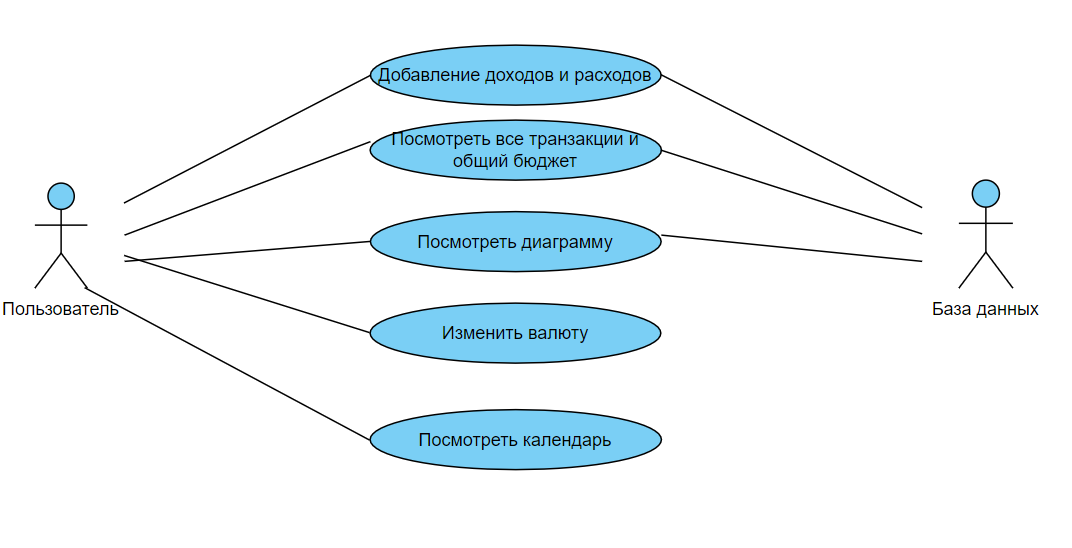 Добавление доходов и расходов
Посмотреть все транзакции и
общий бюджет
Посмотреть диаграмму
Пользователь
База данных
Изменить валюту
Посмотреть календарь